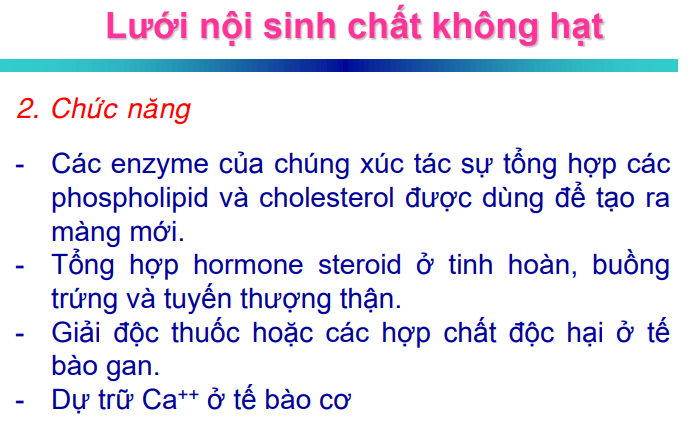 Lưới nội sinh chất không hạt
2. Chức năng
- Các enzyme của chúng xúc tác sự tổng hợp các
phospholipid và cholesterol được dùng để tạo ra
màng mới.
- Tổng hợp hormone steroid ở tinh hoàn, buồng
trứng và tuyến thượng thận.
- Giải độc thuốc hoặc các hợp chất độc hại ở tế
bào gan.
- Dự trữ Ca⁺⁺ ở tế bào cơ